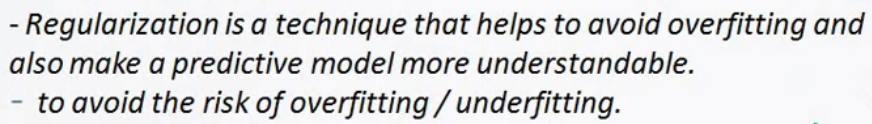 - Regularization is a technique that helps to avoid overfitting and
also make a predictive model more understandable.
- to avoid the risk of overfitting / underfitting.